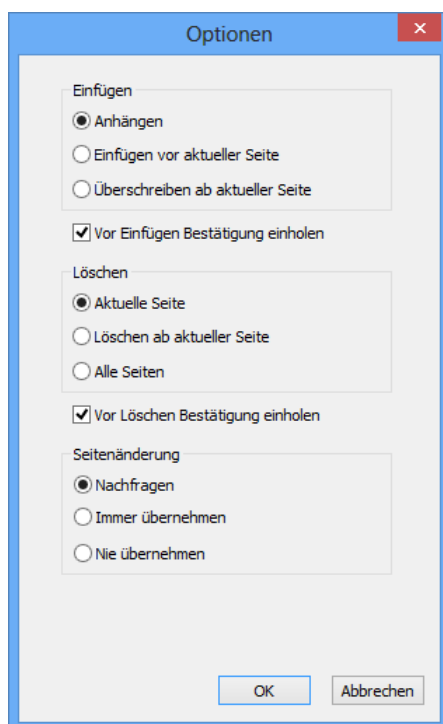 Optionen
Einfügen
Anhängen
Einfügen vor aktueller Seite
Überschreiben ab aktueller Seite
Vor Einfügen Bestätigung einholen
Löschen
Aktuelle Seite
Löschen ab aktueller Seite
Alle Seiten
Vor Löschen Bestätigung einholen
Seitenänderung
Nachfragen
Immer übernehmen
Nie übernehmen
OK
Abbrechen